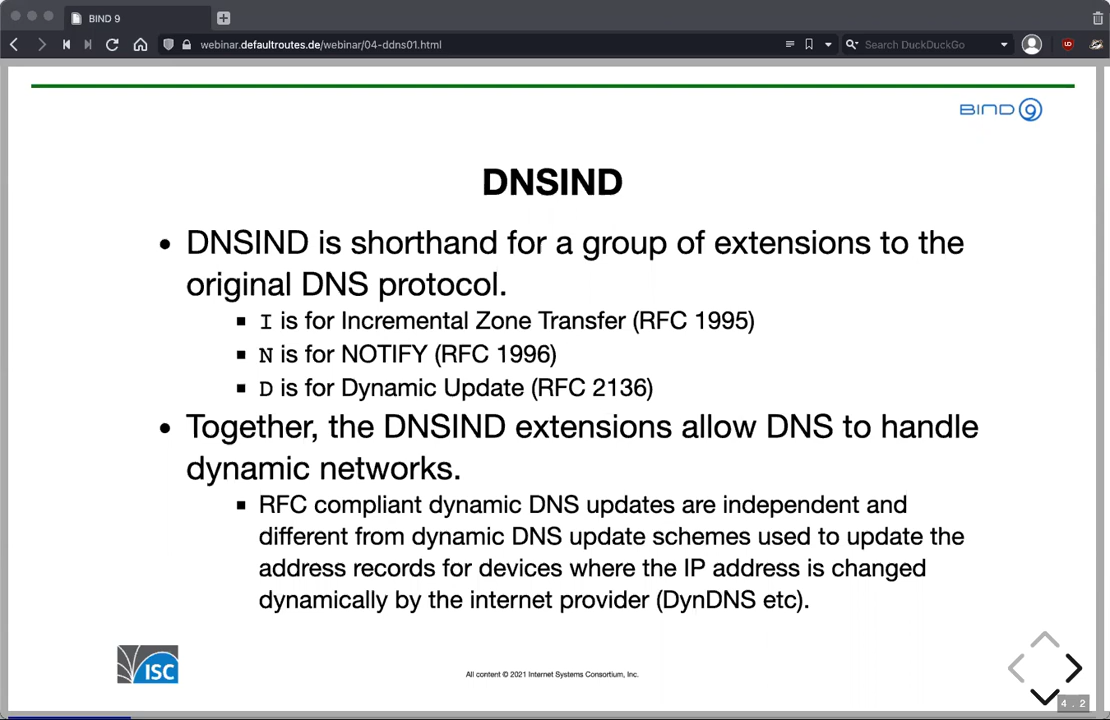 BIND 9
webinar.defaultroutes.de/webinar/04-ddns01.html
Search DuckDuckGo
BIND 9
DNSIND
• DNSIND is shorthand for a group of extensions to the
original DNS protocol.
▪ I is for Incremental Zone Transfer (RFC 1995)
▪ N is for NOTIFY (RFC 1996)
▪ D is for Dynamic Update (RFC 2136)
• Together, the DNSIND extensions allow DNS to handle
dynamic networks.
▪ RFC compliant dynamic DNS updates are independent and
different from dynamic DNS update schemes used to update the
address records for devices where the IP address is changed
dynamically by the internet provider (DynDNS etc).
ISC
All content © 2021 Internet Systems Consortium, Inc.
4 . 2